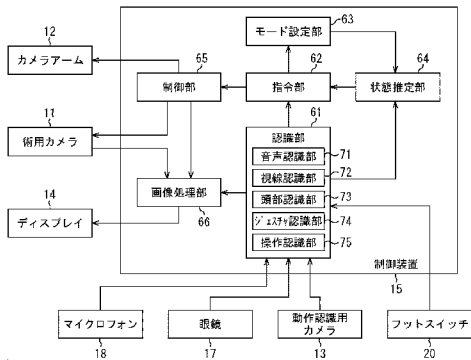 12
カメラアーム
11
術用カメラ
14
ディスプレイ
63
モード設定部
65
制御部
62
指令部
64
状態推定部
61
認識部
音声認識部 71
視線認識部 72
頭部認識部 73
ジェスチャ認識部 74
操作認識部 75
画像処理部
66
制御装置
15
マイクロフォン
18
眼鏡
17
動作認識用
カメラ
13
フットスイッチ
20